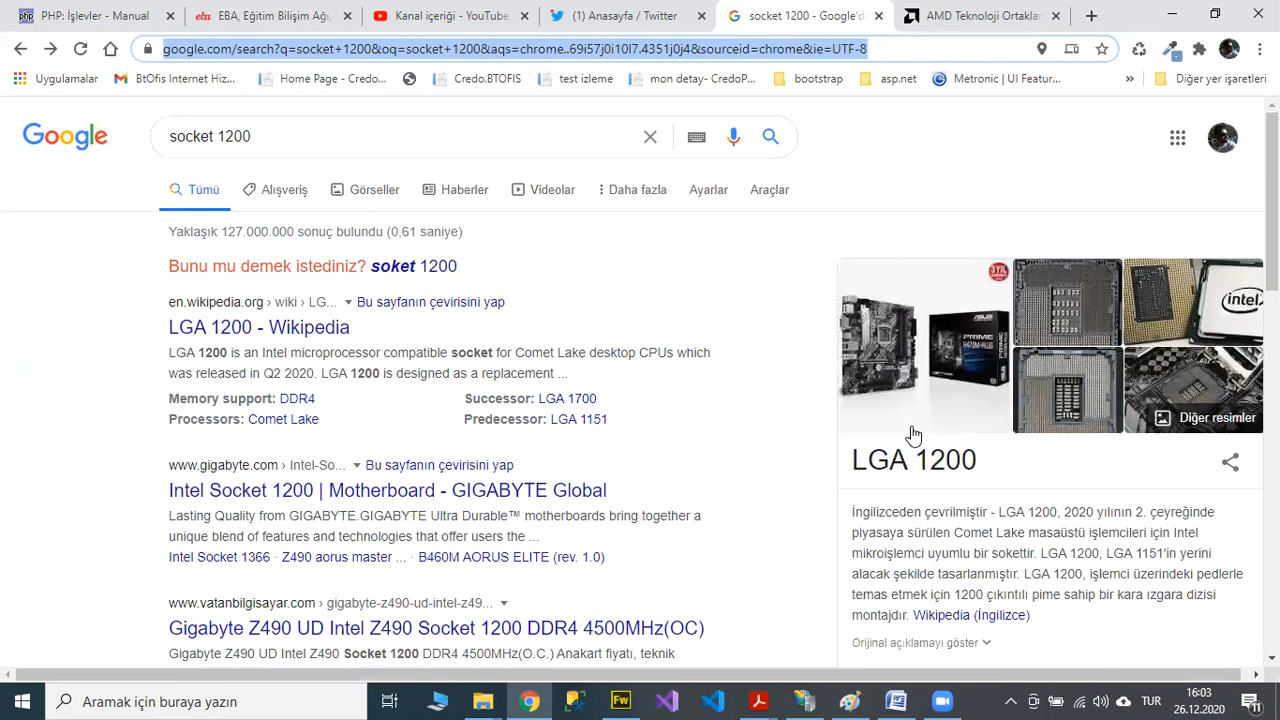 PHP: İşlevler - Manual
EBA, Eğitim Bilişim Ağı,
Kanal içeriği - YouTube
(1) Anasayfa / Twitter
socket 1200 - Google'd
AMD Teknoloji Ortaklar
google.com/search?q=socket+1200&oq=socket+1200&aqs=chrome..69i57j0i10l7.4351j0j4&sourceid=chrome&ie=UTF-8
Uygulamalar
BtOfis Internet Hiz...
Home Page - Credo...
Credo.BTOFIS
test izleme
mon detay- CredoP...
bootstrap
asp.net
Metronic | UI Featur...
Diğer yer işaretleri
Google
socket 1200
Tümü
Alışveriş
Görseller
Haberler
Videolar
Daha fazla
Ayarlar
Araçlar
Yaklaşık 127.000.000 sonuç bulundu (0,61 saniye)
Bunu mu demek istediniz? soket 1200
en.wikipedia.org › wiki › LG... Bu sayfanın çevirisini yap
LGA 1200 - Wikipedia
LGA 1200 is an Intel microprocessor compatible socket for Comet Lake desktop CPUs which
was released in Q2 2020. LGA 1200 is designed as a replacement ...
Memory support: DDR4
Successor: LGA 1700
Processors: Comet Lake
Predecessor: LGA 1151
www.gigabyte.com › Intel-So... Bu sayfanın çevirisini yap
Intel Socket 1200 | Motherboard - GIGABYTE Global
Lasting Quality from GIGABYTE.GIGABYTE Ultra Durable™ motherboards bring together a
unique blend of features and technologies that offer users the ...
Intel Socket 1366 · Z490 aorus master ... · B460M AORUS ELITE (rev. 1.0)
www.vatanbilgisayar.com › gigabyte-z490-ud-intel-z49...
Gigabyte Z490 UD Intel Z490 Socket 1200 DDR4 4500MHz(OC)
Gigabyte Z490 UD Intel Z490 Socket 1200 DDR4 4500MHz(O.C.) Anakart fiyatı, teknik
3 YIL
PRIME
intel
Diğer resimler
LGA 1200
İngilizceden çevrilmiştir - LGA 1200, 2020 yılının 2. çeyreğinde
piyasaya sürülen Comet Lake masaüstü işlemcileri için Intel
mikroişlemci uyumlu bir sokettir. LGA 1200, LGA 1151'in yerini
alacak şekilde tasarlanmıştır. LGA 1200, işlemci üzerindeki pedlerle
temas etmek için 1200 çıkıntılı pime sahip bir kara ızgara dizisi
montajdır. Wikipedia (İngilizce)
Orijinal açıklamayı göster
Aramak için buraya yazın
Fw
TUR
16:03
26.12.2020
11